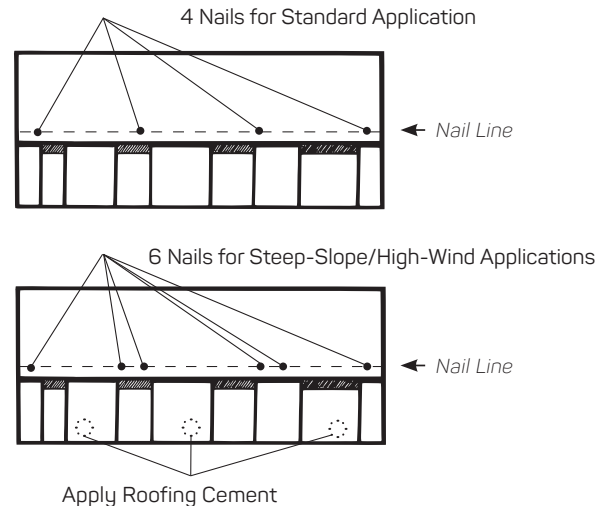 4 Nails for Standard Application
Nail Line
6 Nails for Steep-Slope/High-Wind Applications
Nail Line
Apply Roofing Cement